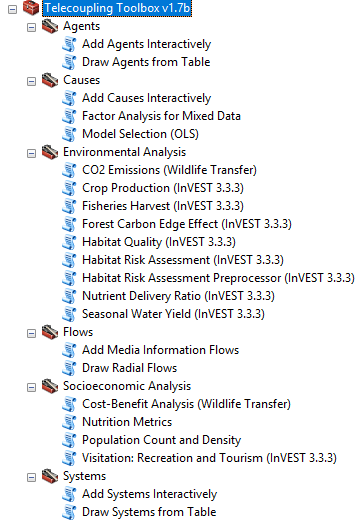 Telecoupling Toolbox v1.7b
Agents
Add Agents Interactively
Draw Agents from Table
Causes
Add Causes Interactively
Factor Analysis for Mixed Data
Model Selection (OLS)
Environmental Analysis
CO2 Emissions (Wildlife Transfer)
Crop Production (InVEST 3.3.3)
Fisheries Harvest (InVEST 3.3.3)
Forest Carbon Edge Effect (InVEST 3.3.3)
Habitat Quality (InVEST 3.3.3)
Habitat Risk Assessment (InVEST 3.3.3)
Habitat Risk Assessment Preprocessor (InVEST 3.3.3)
Nutrient Delivery Ratio (InVEST 3.3.3)
Seasonal Water Yield (InVEST 3.3.3)
Flows
Add Media Information Flows
Draw Radial Flows
Socioeconomic Analysis
Cost-Benefit Analysis (Wildlife Transfer)
Nutrition Metrics
Population Count and Density
Visitation: Recreation and Tourism (InVEST 3.3.3)
Systems
Add Systems Interactively
Draw Systems from Table